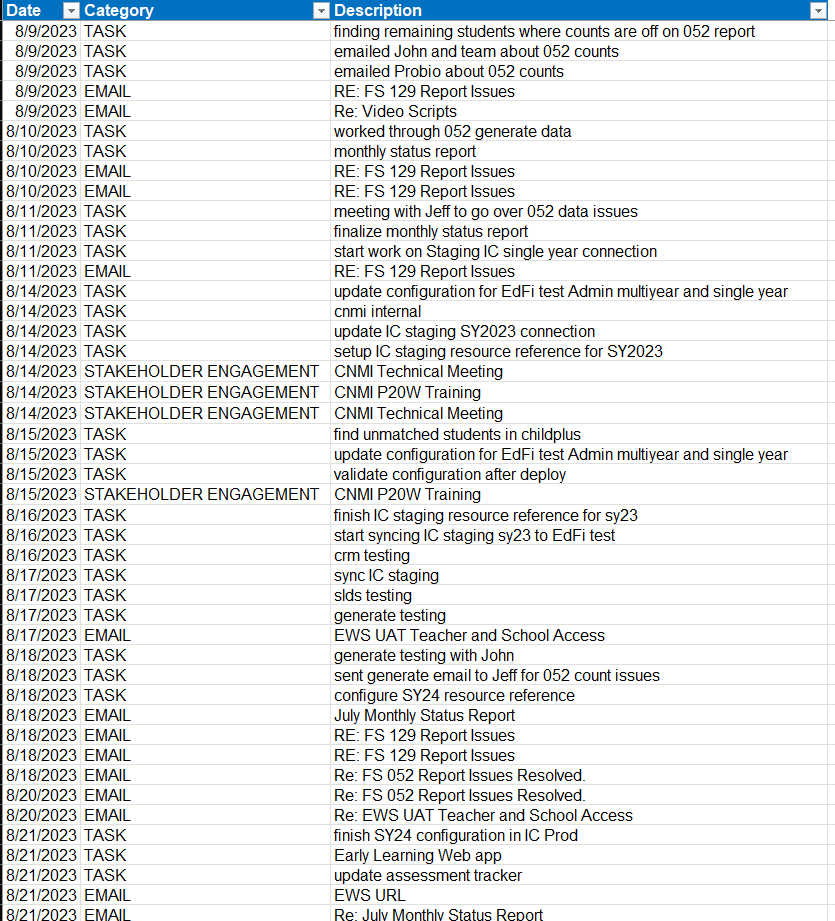 Date Category Description
8/9/2023 TASK finding remaining students where counts are off on 052 report
8/9/2023 TASK emailed John and team about 052 counts
8/9/2023 TASK emailed Probio about 052 counts
8/9/2023 EMAIL RE: FS 129 Report Issues
8/9/2023 EMAIL Re: Video Scripts
8/10/2023 TASK worked through 052 generate data
8/10/2023 TASK monthly status report
8/10/2023 EMAIL RE: FS 129 Report Issues
8/10/2023 EMAIL RE: FS 129 Report Issues
8/11/2023 TASK meeting with Jeff to go over 052 data issues
8/11/2023 TASK finalize monthly status report
8/11/2023 TASK start work on Staging IC single year connection
8/11/2023 EMAIL RE: FS 129 Report Issues
8/14/2023 TASK update configuration for EdFi test Admin multiyear and single year
8/14/2023 TASK cnmi internal
8/14/2023 TASK update IC staging SY2023 connection
8/14/2023 TASK setup IC staging resource reference for SY2023
8/14/2023 STAKEHOLDER ENGAGEMENT CNMI Technical Meeting
8/14/2023 STAKEHOLDER ENGAGEMENT CNMI P20W Training
8/14/2023 STAKEHOLDER ENGAGEMENT CNMI Technical Meeting
8/15/2023 TASK find unmatched students in childplus
8/15/2023 TASK update configuration for EdFi test Admin multiyear and single year
8/15/2023 TASK validate configuration after deploy
8/15/2023 STAKEHOLDER ENGAGEMENT CNMI P20W Training
8/16/2023 TASK finish IC staging resource reference for sy23
8/16/2023 TASK start syncing IC staging sy23 to EdFi test
8/16/2023 TASK crm testing
8/17/2023 TASK sync IC staging
8/17/2023 TASK slds testing
8/17/2023 TASK generate testing
8/17/2023 EMAIL EWS UAT Teacher and School Access
8/18/2023 TASK generate testing with John
8/18/2023 TASK sent generate email to Jeff for 052 count issues
8/18/2023 TASK configure SY24 resource reference
8/18/2023 EMAIL July Monthly Status Report
8/18/2023 EMAIL RE: FS 129 Report Issues
8/18/2023 EMAIL RE: FS 129 Report Issues
8/18/2023 EMAIL Re: FS 052 Report Issues Resolved.
8/20/2023 EMAIL Re: FS 052 Report Issues Resolved.
8/20/2023 EMAIL Re: EWS UAT Teacher and School Access
8/21/2023 TASK finish SY24 configuration in IC Prod
8/21/2023 TASK Early Learning Web app
8/21/2023 TASK update assessment tracker
8/21/2023 EMAIL EWS URL
8/21/2023 EMAIL Re: July Monthly Status Report